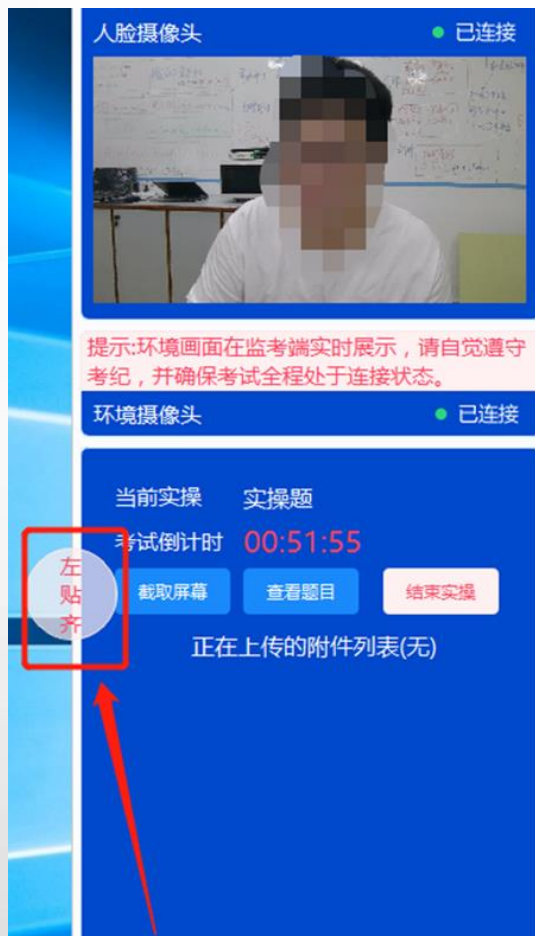 人脸摄像头
已连接
提示:环境画面在监考端实时展示，请自觉遵守
考纪，并确保考试全程处于连接状态。
环境摄像头
已连接
当前实操 实操题
考试倒计时 00:51:55
左
贴
齐
截取屏幕 查看题目 结束实操
正在上传的附件列表(无)